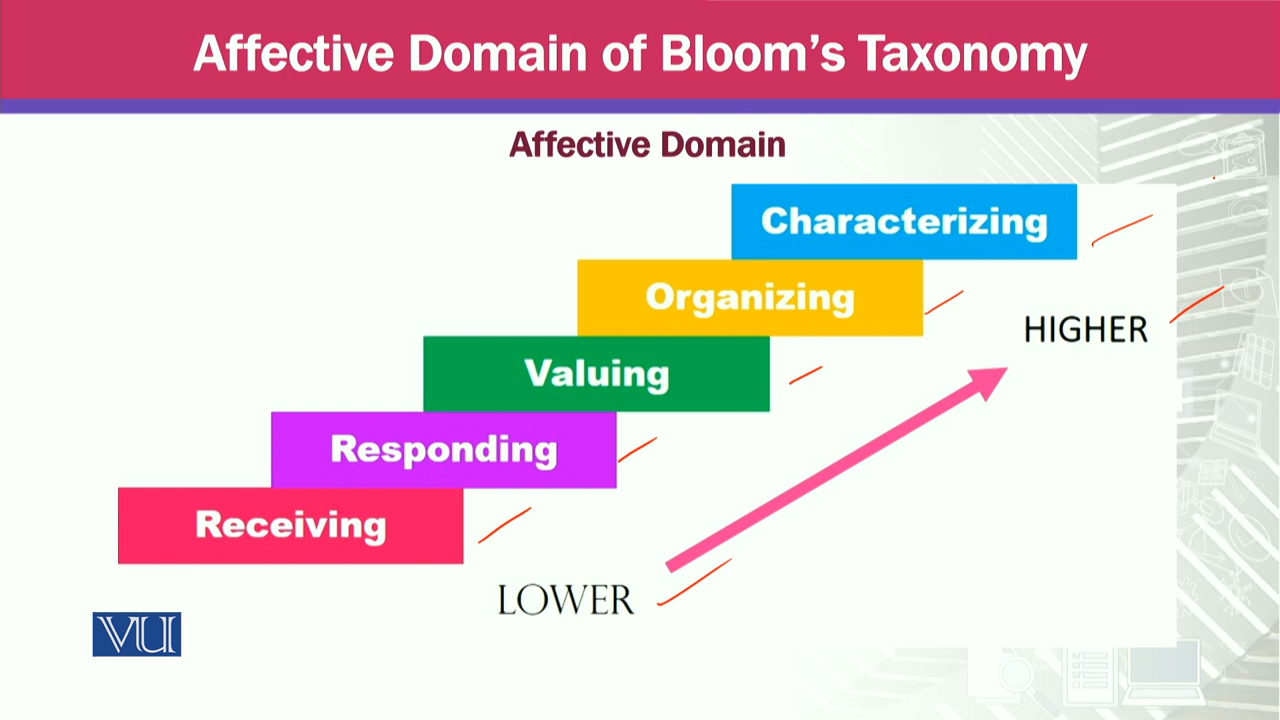 Affective Domain of Bloom's Taxonomy
Affective Domain
Characterizing
Organizing
HIGHER
Valuing
Responding
Receiving
LOWER
VU